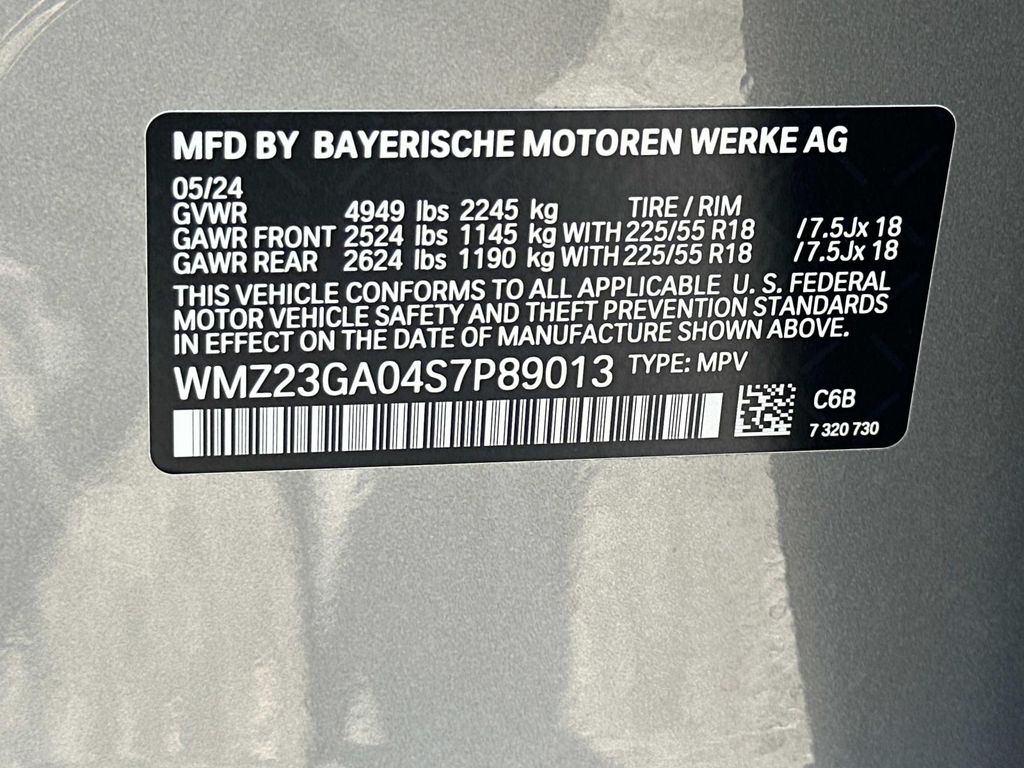 MFD BY BAYERISCHE MOTOREN WERKE AG
05/24
GVWR 4949 lbs 2245 kg TIRE / RIM
GAWR FRONT 2524 lbs 1145 kg WITH 225/55 R18 / 7.5Jx 18
GAWR REAR 2624 lbs 1190 kg WITH 225/55 R18 / 7.5Jx 18
THIS VEHICLE CONFORMS TO ALL APPLICABLE U. S. FEDERAL
MOTOR VEHICLE SAFETY AND THEFT PREVENTION STANDARDS
IN EFFECT ON THE DATE OF MANUFACTURE SHOWN ABOVE.
WMZ23GA04S7P89013 TYPE: MPV
C6B
7 320 730